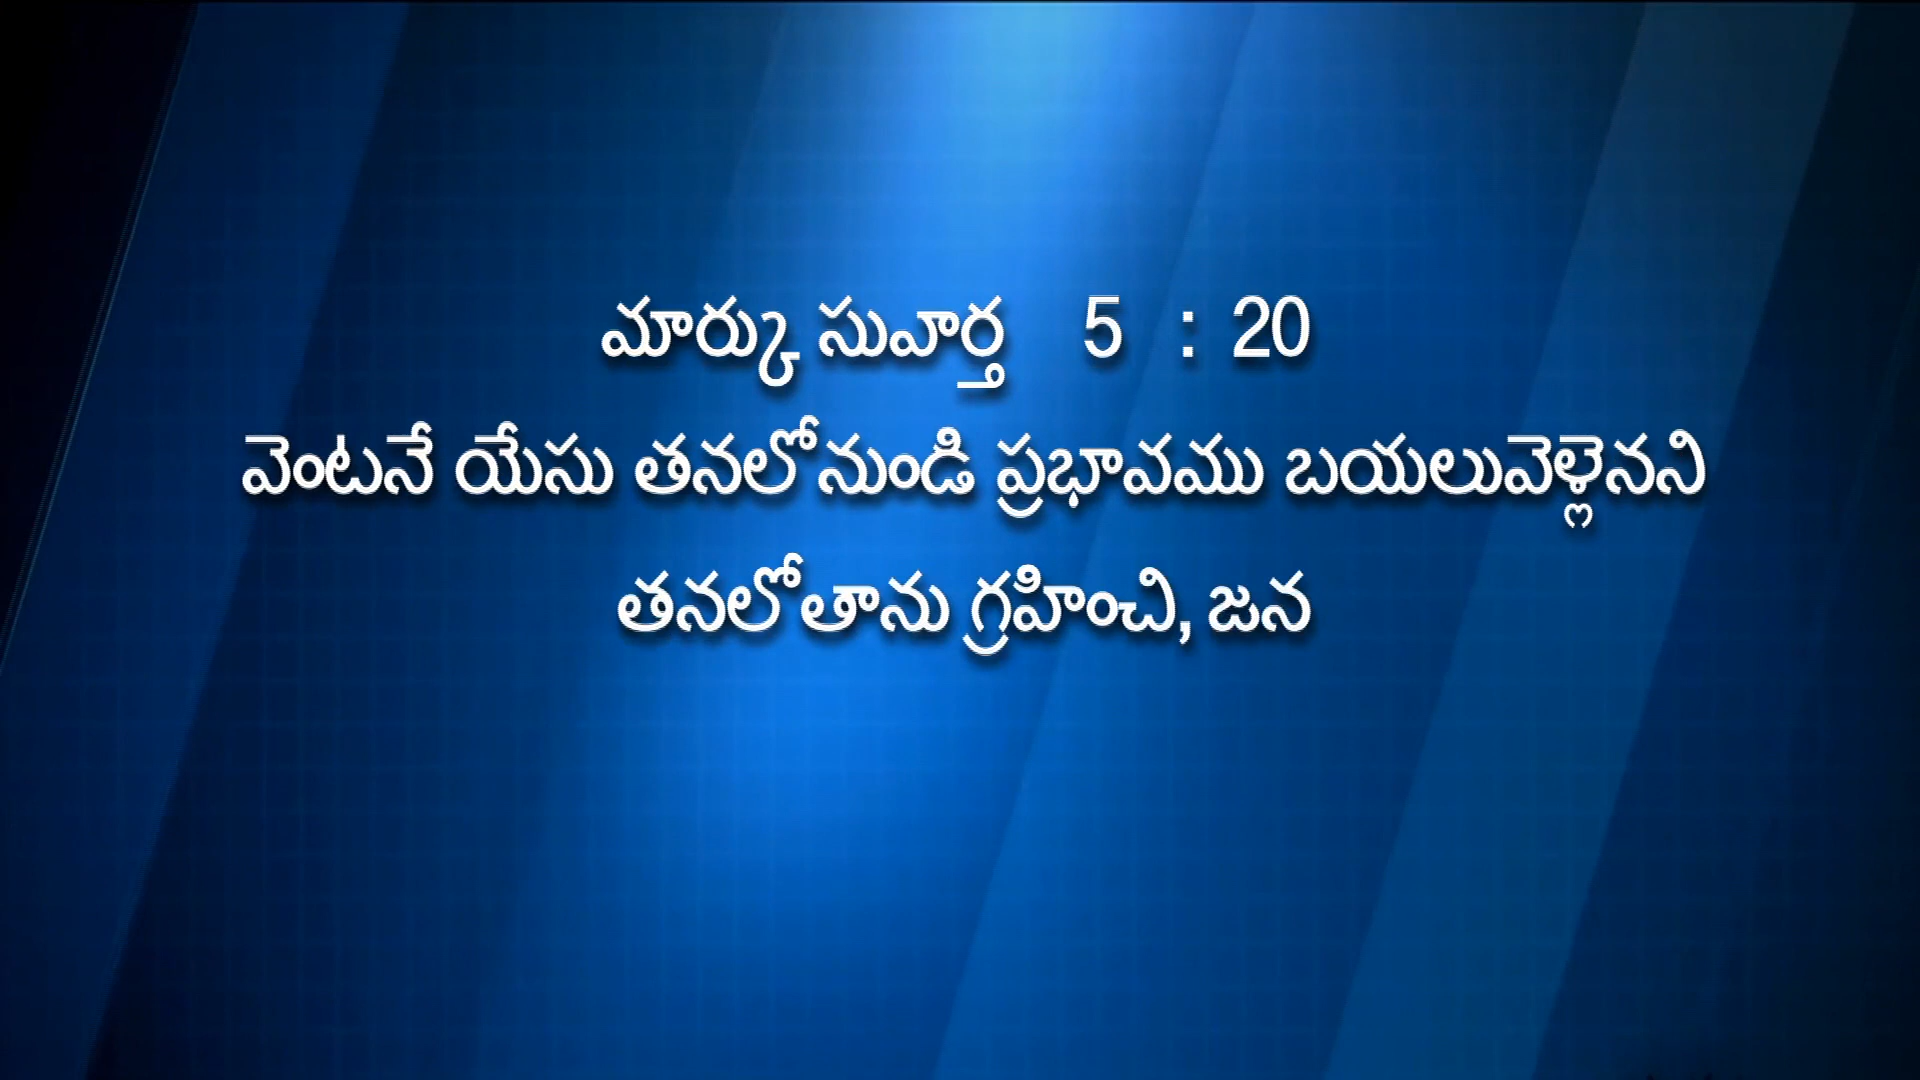 మార్కు సువార్త 5 : 20
వెంటనే యేసు తనలోనుండి ప్రభావము బయలువెళ్లెనని
తనలోతాను గ్రహించి, జన